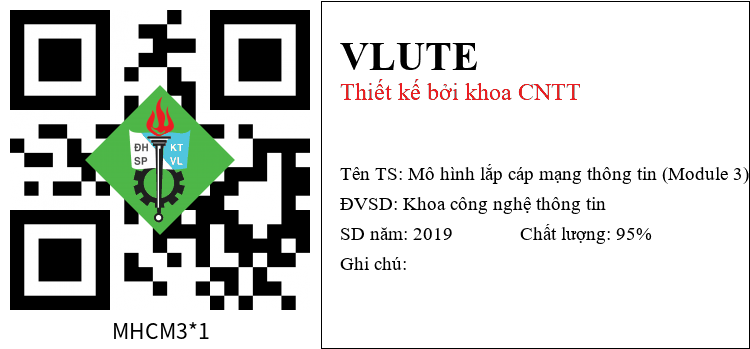 ĐH KT
SP VL
MHCM3*1
VLUTE
Thiết kế bởi khoa CNTT
Tên TS: Mô hình lắp cáp mạng thông tin (Module 3)
ĐVSD: Khoa công nghệ thông tin
SD năm: 2019 Chất lượng: 95%
Ghi chú: